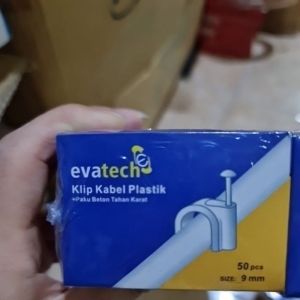 evatech
Klip Kabel Plastik
+Paku Beton Tahan Karat
50 pcs
SIZE: 9 mm